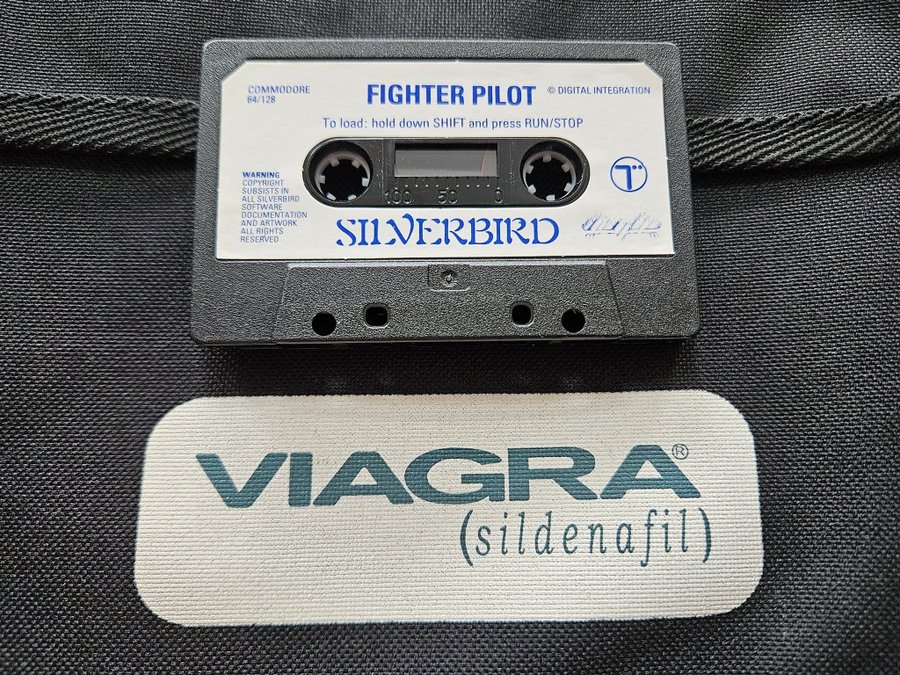 COMMODORE
64/128
FIGHTER PILOT
© DIGITAL INTEGRATION
To load: hold down SHIFT and press RUN/STOP
WARNING
COPYRIGHT
SUBSISTS IN
ALL SILVERBIRD
SOFTWARE
DOCUMENTATION
AND ARTWORK
ALL RIGHTS
RESERVED
100 50 0
T
SILVERBIRD
VIAGRA®
(sildenafil)